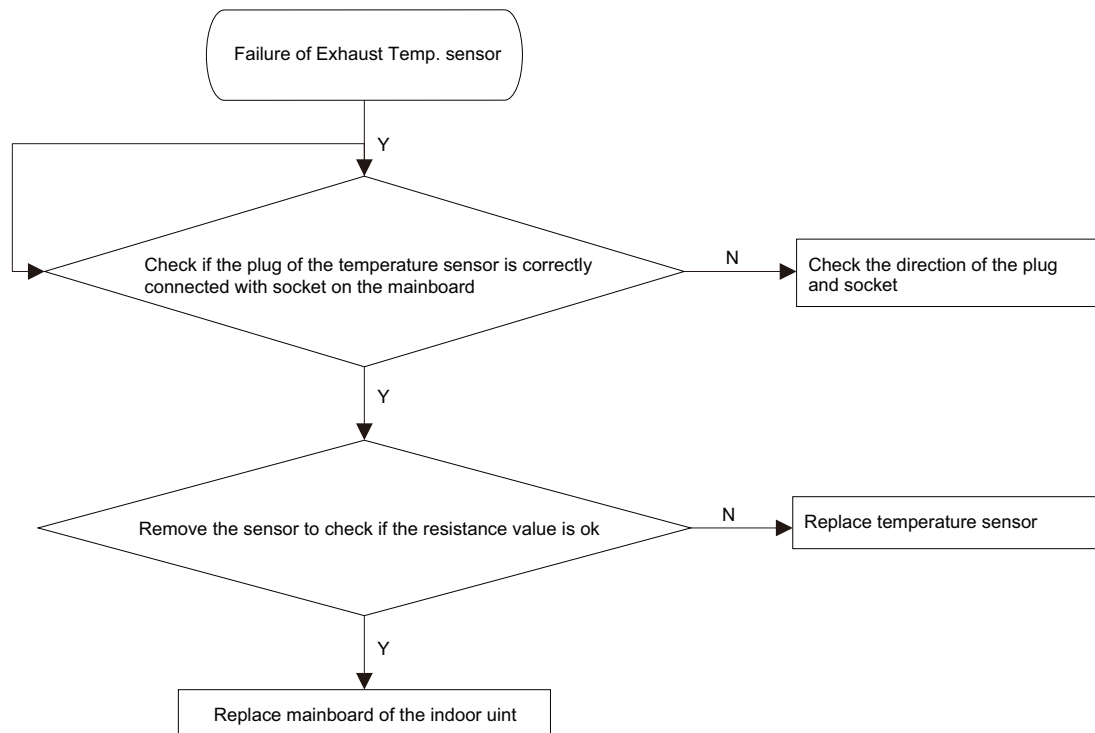 Failure of Exhaust Temp. sensor
Y
Check if the plug of the temperature sensor is correctly
connected with socket on the mainboard
N
Check the direction of the plug
and socket
Y
Remove the sensor to check if the resistance value is ok
N
Replace temperature sensor
Y
Replace mainboard of the indoor uint